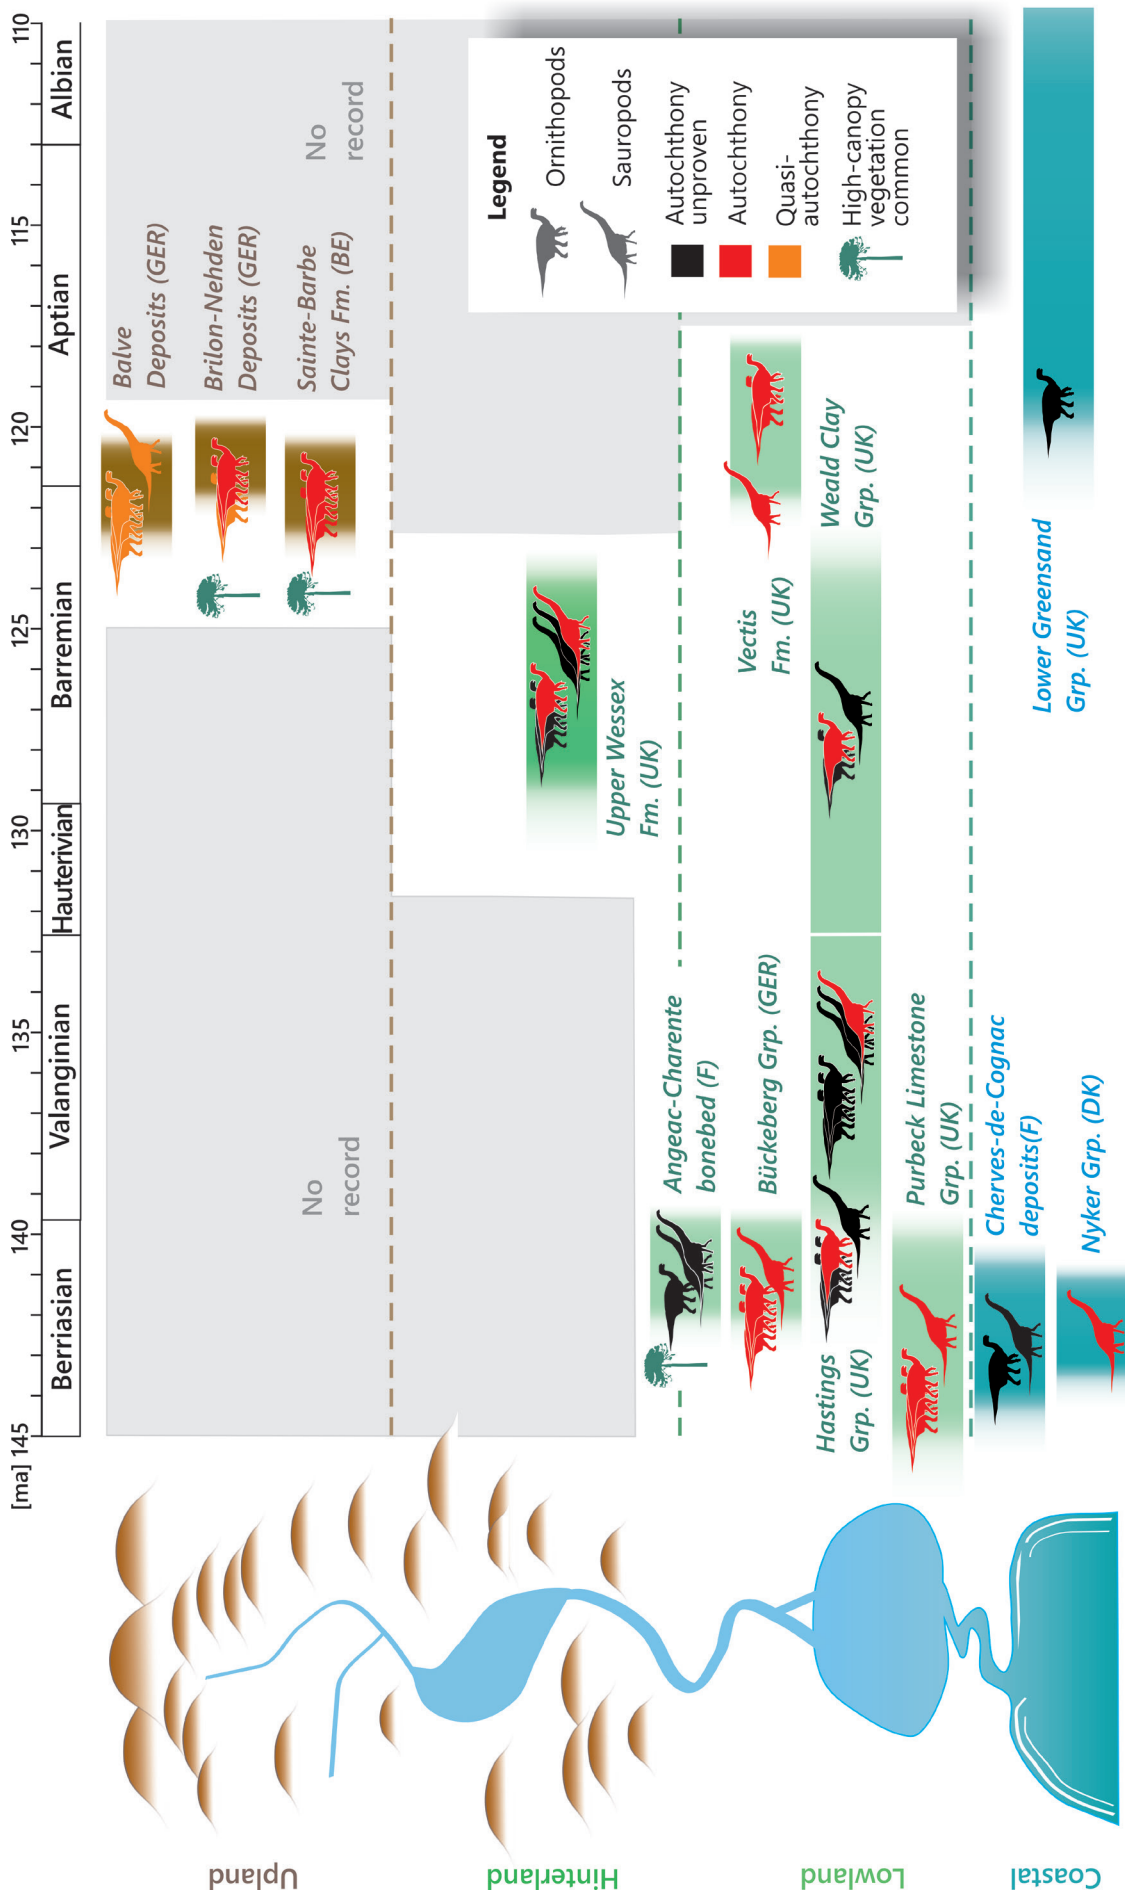 [ma]
145
140
135
130
125
120
115
110
Berriasian
Valanginian
Hauterivian
Barremian
Aptian
Albian
Upland
Hinterland
Lowland
Coastal
No
record
No
record
Balve
Deposits (GER)
Brilon-Nehden
Deposits (GER)
Sainte-Barbe
Clays Fm. (BE)
Upper Wessex
Fm. (UK)
Angeac-Charente
bonebed (F)
Bückeberg Grp. (GER)
Vectis
Fm. (UK)
Hastings
Grp. (UK)
Weald Clay
Grp. (UK)
Purbeck Limestone
Grp. (UK)
Cherves-de-Cognac
deposits(F)
Lower Greensand
Grp. (UK)
Nyker Grp. (DK)
Legend
Ornithopods
Sauropods
Autochthony
unproven
Autochthony
Quasi-
autochthony
High-canopy
vegetation
common